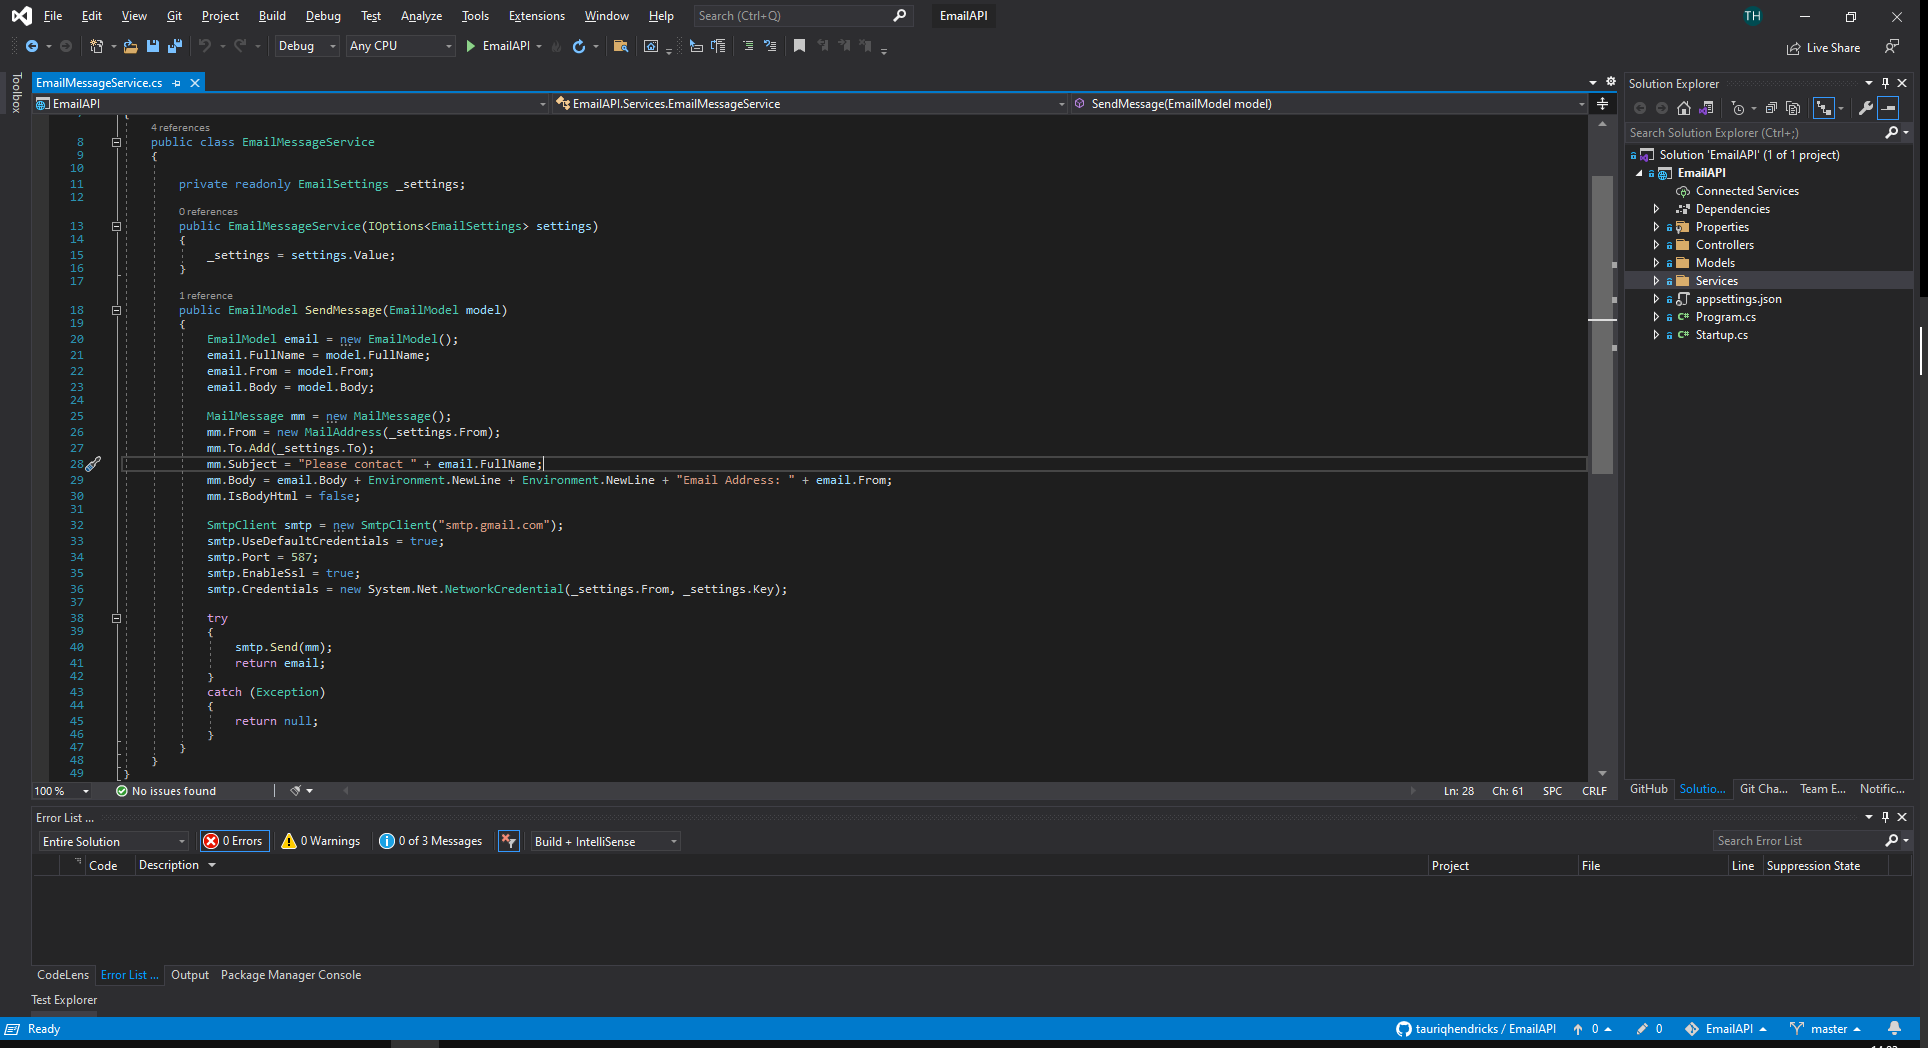 File Edit View Git Project Build Debug Test Analyze Tools Extensions Window Help Search (Ctrl+Q) EmailAPI TH
Debug Any CPU EmailAPI Live Share
Toolbox
EmailMessageService.cs
EmailAPI EmailAPI.Services.EmailMessageService SendMessage(EmailModel model)
4 references
8 public class EmailMessageService
9 {
10
11 private readonly EmailSettings _settings;
12
0 references
13 public EmailMessageService(IOptions<EmailSettings> settings)
14 {
15 _settings = settings.Value;
16 }
17
1 reference
18 public EmailModel SendMessage(EmailModel model)
19 {
20 EmailModel email = new EmailModel();
21 email.FullName = model.FullName;
22 email.From = model.From;
23 email.Body = model.Body;
24
25 MailMessage mm = new MailMessage();
26 mm.From = new MailAddress(_settings.From);
27 mm.To.Add(_settings.To);
28 mm.Subject = "Please contact " + email.FullName;
29 mm.Body = email.Body + Environment.NewLine + Environment.NewLine + "Email Address: " + email.From;
30 mm.IsBodyHtml = false;
31
32 SmtpClient smtp = new SmtpClient("smtp.gmail.com");
33 smtp.UseDefaultCredentials = true;
34 smtp.Port = 587;
35 smtp.EnableSsl = true;
36 smtp.Credentials = new System.Net.NetworkCredential(_settings.From, _settings.Key);
37
38 try
39 {
40 smtp.Send(mm);
41 return email;
42 }
43 catch (Exception)
44 {
45 return null;
46 }
47 }
48 }
49 }
100 % No issues found Ln: 28 Ch: 61 SPC CRLF
Solution Explorer
Search Solution Explorer (Ctrl+;)
Solution 'EmailAPI' (1 of 1 project)
EmailAPI
Connected Services
Dependencies
Properties
Controllers
Models
Services
appsettings.json
C# Program.cs
C# Startup.cs
GitHub Solutio... Git Cha... Team E... Notific...
Error List ...
Entire Solution 0 Errors 0 Warnings 0 of 3 Messages Build + IntelliSense Search Error List
Code Description Project File Line Suppression State
CodeLens Error List ... Output Package Manager Console
Test Explorer
Ready tauriqhendricks / EmailAPI 0 0 EmailAPI master